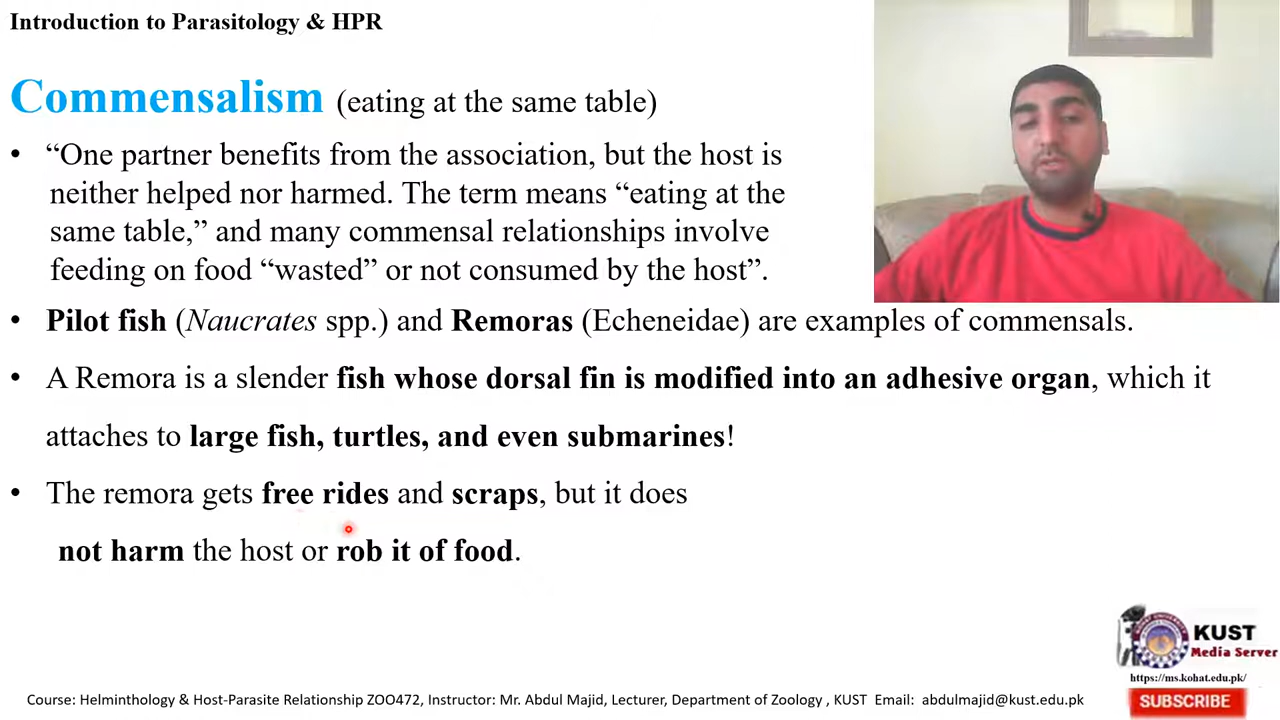 Introduction to Parasitology & HPR
Commensalism (eating at the same table)
• “One partner benefits from the association, but the host is
neither helped nor harmed. The term means “eating at the
same table,” and many commensal relationships involve
feeding on food “wasted” or not consumed by the host”.
• Pilot fish (Naucrates spp.) and Remoras (Echeneidae) are examples of commensals.
• A Remora is a slender fish whose dorsal fin is modified into an adhesive organ, which it
attaches to large fish, turtles, and even submarines!
• The remora gets free rides and scraps, but it does
not harm the host or rob it of food.
KUST
Media Server
https://ms.kohat.edu.pk/
SUBSCRIBE
Course: Helminthology & Host-Parasite Relationship ZOO472, Instructor: Mr. Abdul Majid, Lecturer, Department of Zoology , KUST Email: abdulmajid@kust.edu.pk